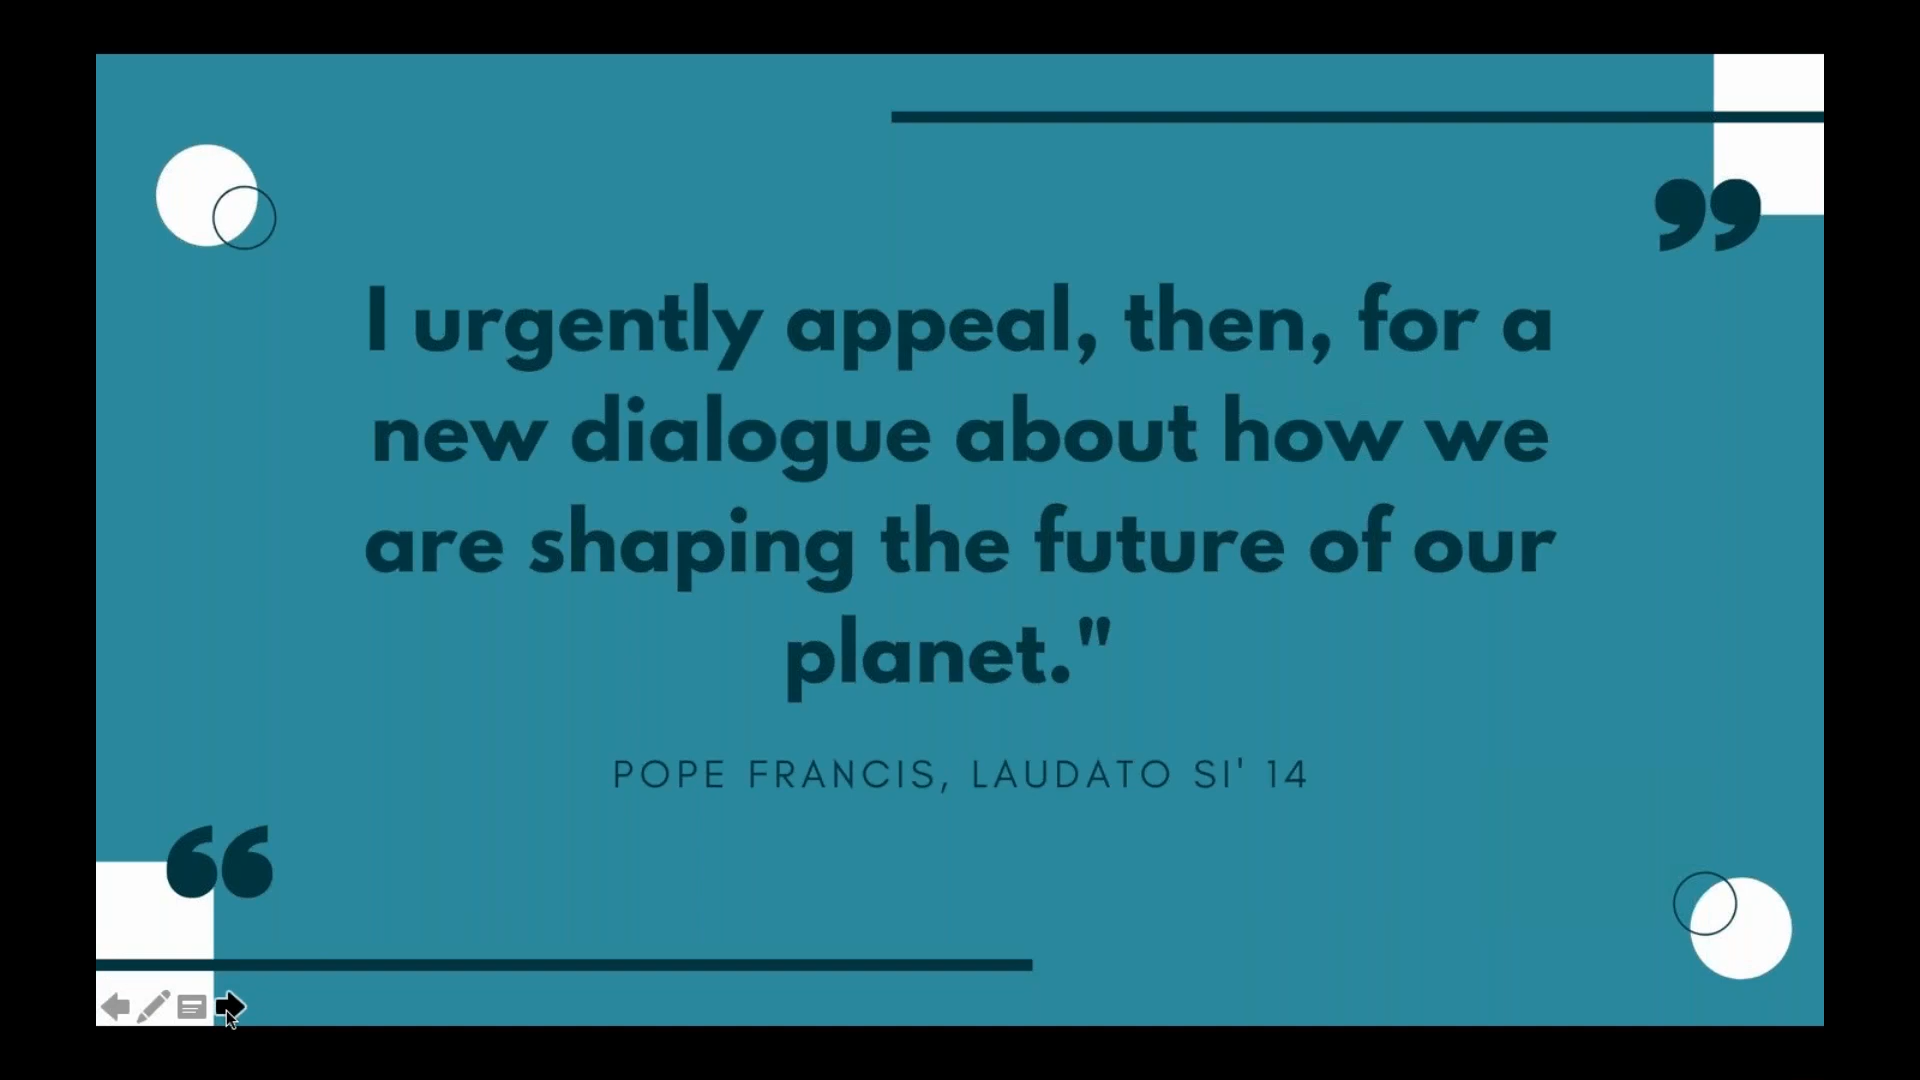 ”
I urgently appeal, then, for a
new dialogue about how we
are shaping the future of our
planet."
POPE FRANCIS, LAUDATO SI' 14
“